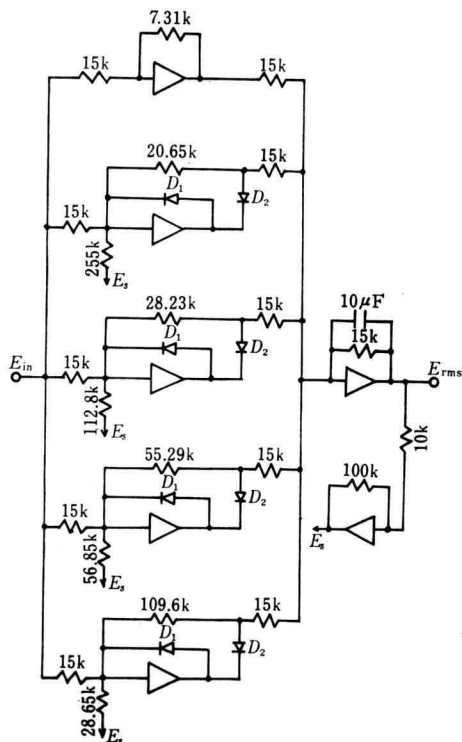 7.31k
15k
15k
20.65k
15k
D₁
D₂
15k
255k
Eₛ
28.23k
15k
D₁
D₂
15k
112.8k
Eₛ
10μF
15k
Eᵢₙ
Eᵣₘₛ
10k
55.29k
15k
D₁
D₂
15k
56.85k
Eₛ
100k
Eₛ
109.6k
15k
D₁
D₂
15k
28.65k
Eₛ